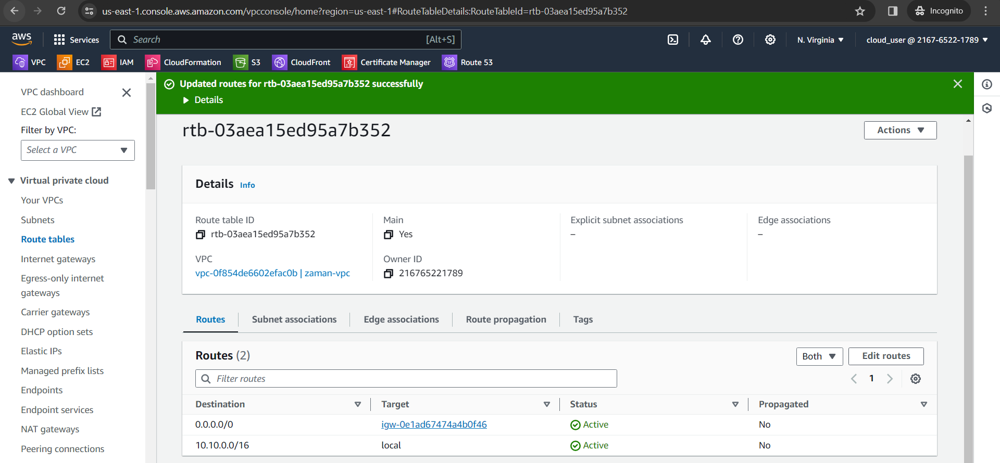 us-east-1.console.aws.amazon.com/vpcconsole/home?region=us-east-1#RouteTableDetails:RouteTableId=rtb-03aea15ed95a7b352
Incognito
aws
Services
Search
[Alt+S]
N. Virginia
cloud_user @ 2167-6522-1789
VPC
EC2
IAM
CloudFormation
S3
CloudFront
Certificate Manager
53
Route 53
VPC dashboard
EC2 Global View
Filter by VPC:
Select a VPC
Virtual private cloud
Your VPCs
Subnets
Route tables
Internet gateways
Egress-only internet
gateways
Carrier gateways
DHCP option sets
Elastic IPs
Managed prefix lists
Endpoints
Endpoint services
NAT gateways
Peering connections
Updated routes for rtb-03aea15ed95a7b352 successfully
Details
rtb-03aea15ed95a7b352
Actions
Details Info
Route table ID
rtb-03aea15ed95a7b352
Main
Yes
Explicit subnet associations
–
Edge associations
–
VPC
vpc-0f854de6602efac0b | zaman-vpc
Owner ID
216765221789
Routes
Subnet associations
Edge associations
Route propagation
Tags
Routes (2)
Both
Edit routes
Filter routes
1
Destination
Target
Status
Propagated
0.0.0.0/0
igw-0e1ad67474a4b0f46
Active
No
10.10.0.0/16
local
Active
No